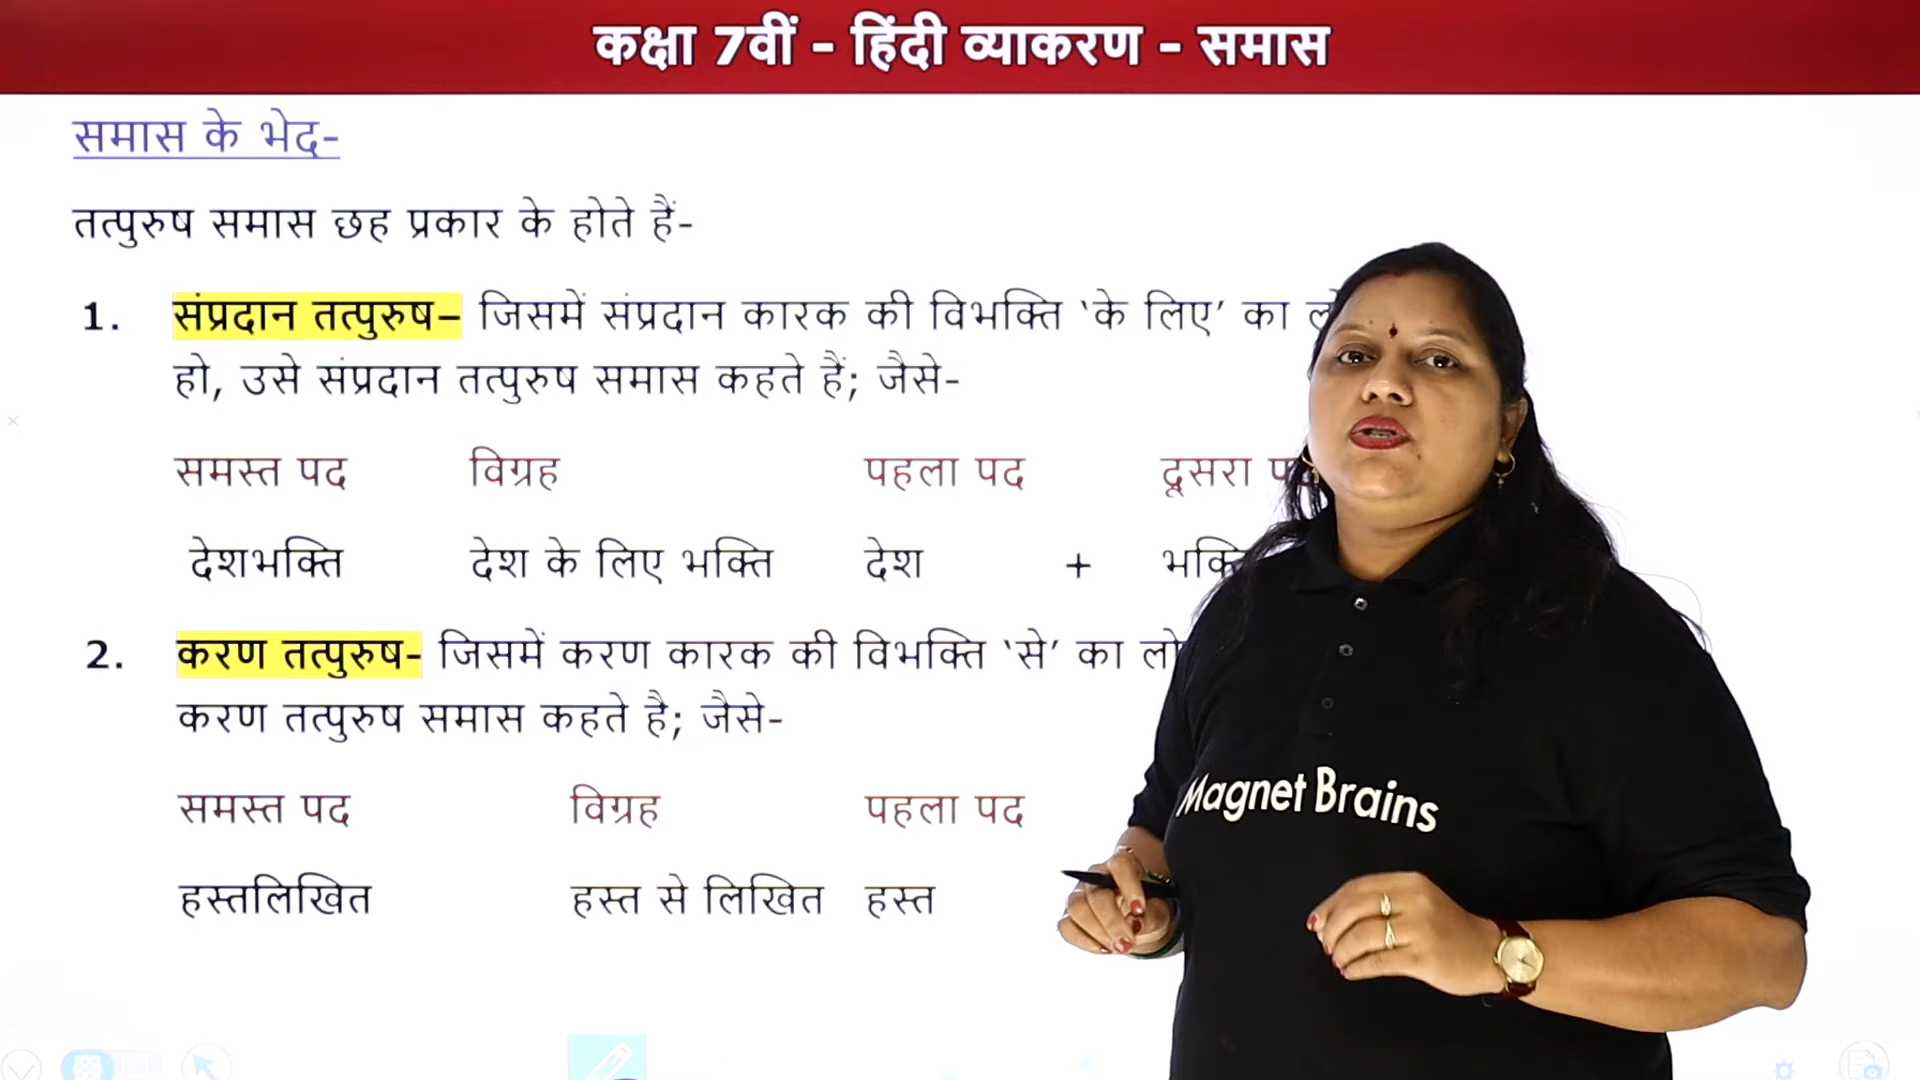 कक्षा 7वीं - हिंदी व्याकरण - समास
समास के भेद-
तत्पुरुष समास छह प्रकार के होते हैं-
1. संप्रदान तत्पुरुष– जिसमें संप्रदान कारक की विभक्ति ‘के लिए’ का
हो, उसे संप्रदान तत्पुरुष समास कहते हैं; जैसे-
समस्त पद विग्रह पहला पद दूसरा
देशभक्ति देश के लिए भक्ति देश +
2. करण तत्पुरुष- जिसमें करण कारक की विभक्ति ‘से’ का
करण तत्पुरुष समास कहते है; जैसे-
समस्त पद विग्रह पहला पद
हस्तलिखित हस्त से लिखित हस्त
Magnet Brains